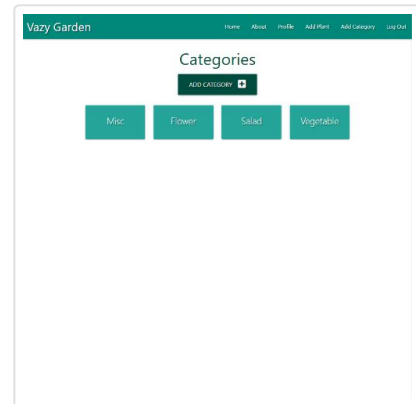 Vazy Garden
Home About Profile Add Plant Add Category Log Out
Categories
ADD CATEGORY
Misc Flower Salad Vegetable